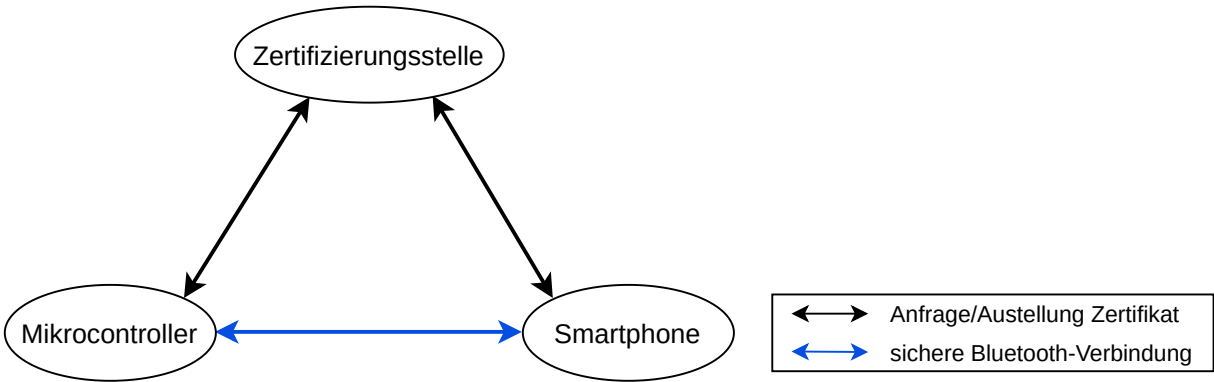 Zertifizierungsstelle
Mikrocontroller
Smartphone
Anfrage/Austellung Zertifikat
sichere Bluetooth-Verbindung